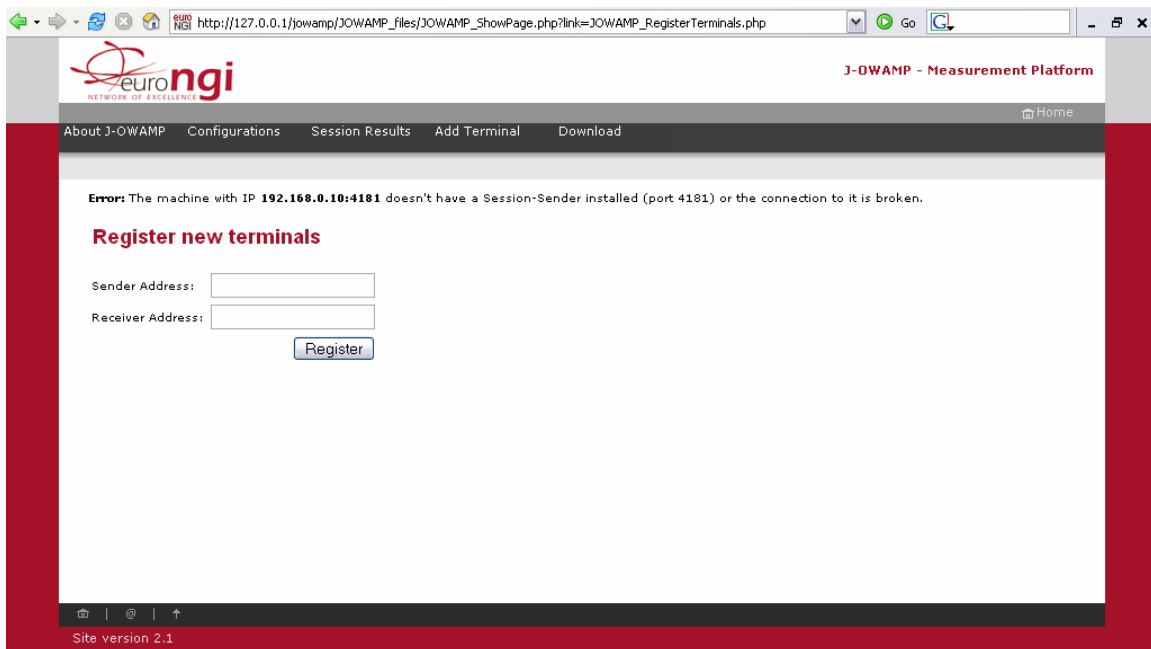 euro NGI http://127.0.0.1/jowamp/JOWAMP_files/JOWAMP_ShowPage.php?link=JOWAMP_RegisterTerminals.php Go G
eurongi
NETWORK OF EXCELLENCE
J-OWAMP - Measurement Platform
Home
About J-OWAMP Configurations Session Results Add Terminal Download
Error: The machine with IP 192.168.0.10:4181 doesn't have a Session-Sender installed (port 4181) or the connection to it is broken.
Register new terminals
Sender Address:
Receiver Address:
Register
| @ |
Site version 2.1